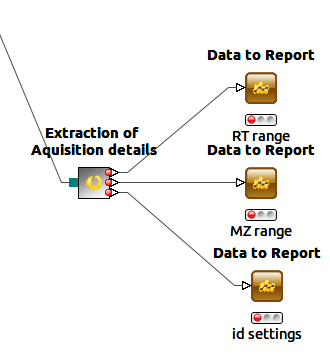 Data to Report
RT range
Extraction of
Aquisition details
Data to Report
MZ range
Data to Report
id settings